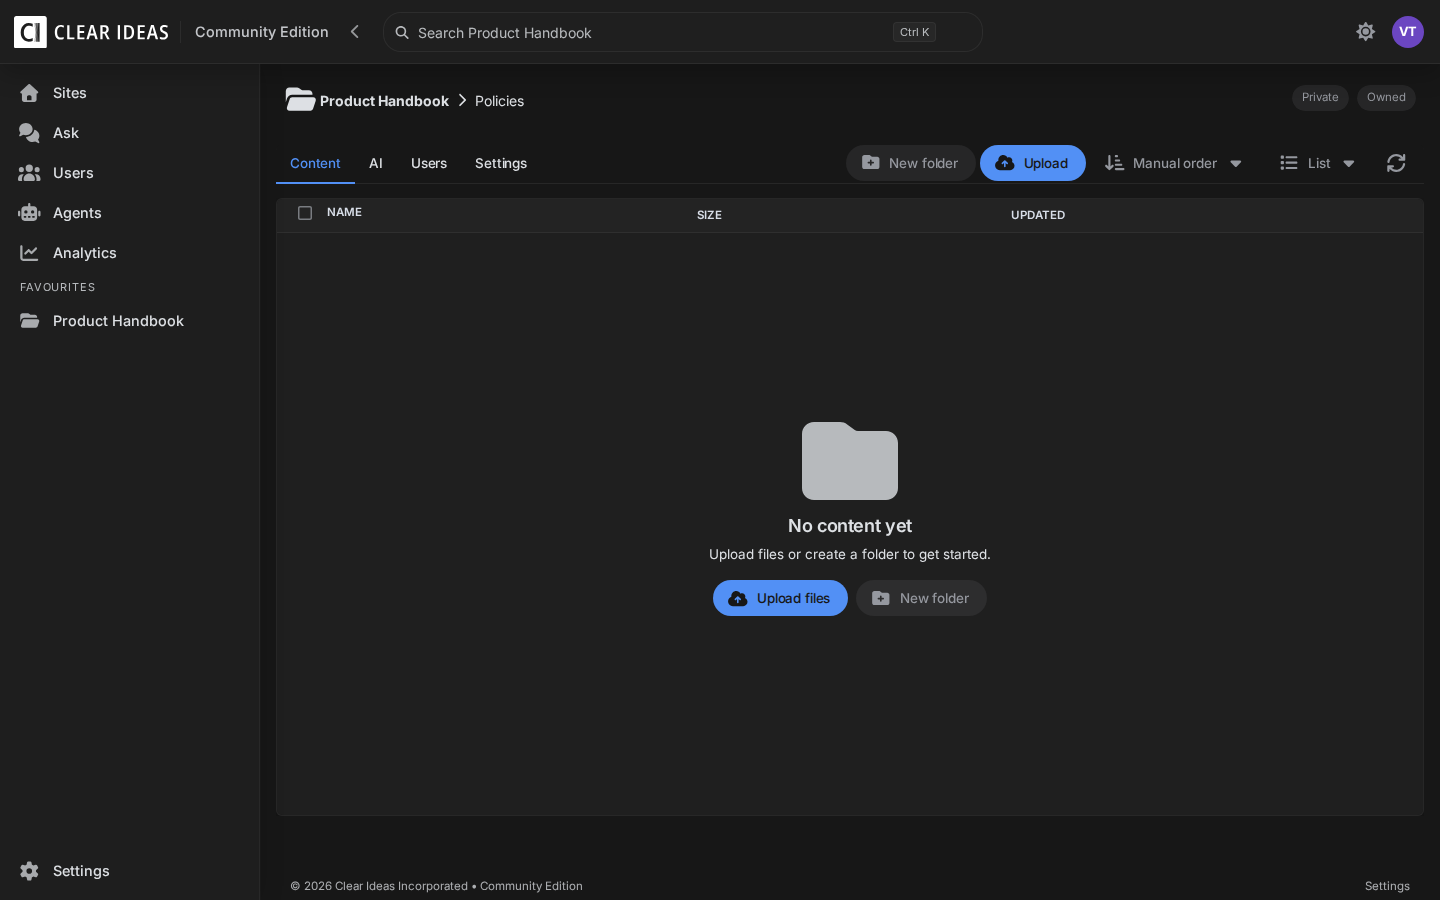 CI CLEAR IDEAS
Community Edition
Search Product Handbook
Ctrl K
VT
Sites
Ask
Users
Agents
Analytics
FAVOURITES
Product Handbook
Settings
Product Handbook
Policies
Private
Owned
Content
AI
Users
Settings
New folder
Upload
Manual order
List
NAME
SIZE
UPDATED
No content yet
Upload files or create a folder to get started.
Upload files
New folder
© 2026 Clear Ideas Incorporated • Community Edition
Settings